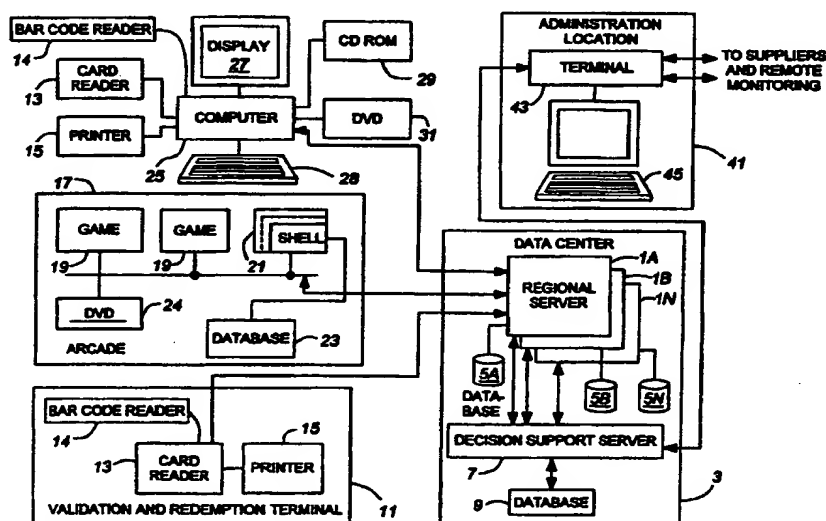 BAR CODE READER
14
CARD
READER
13
PRINTER
15
DISPLAY
27
CD ROM
29
COMPUTER
25
DVD
31
28
ADMINISTRATION
LOCATION
TERMINAL
43
TO SUPPLIERS
AND REMOTE
MONITORING
45
41
17
GAME
19
GAME
19
21
SHELL
DVD
24
DATABASE
23
ARCADE
DATA CENTER
1A
1B
1N
REGIONAL
SERVER
5A
DATA-
BASE
5B
5N
DECISION SUPPORT SERVER
7
DATABASE
9
3
BAR CODE READER
14
15
CARD
READER
13
PRINTER
VALIDATION AND REDEMPTION TERMINAL
11